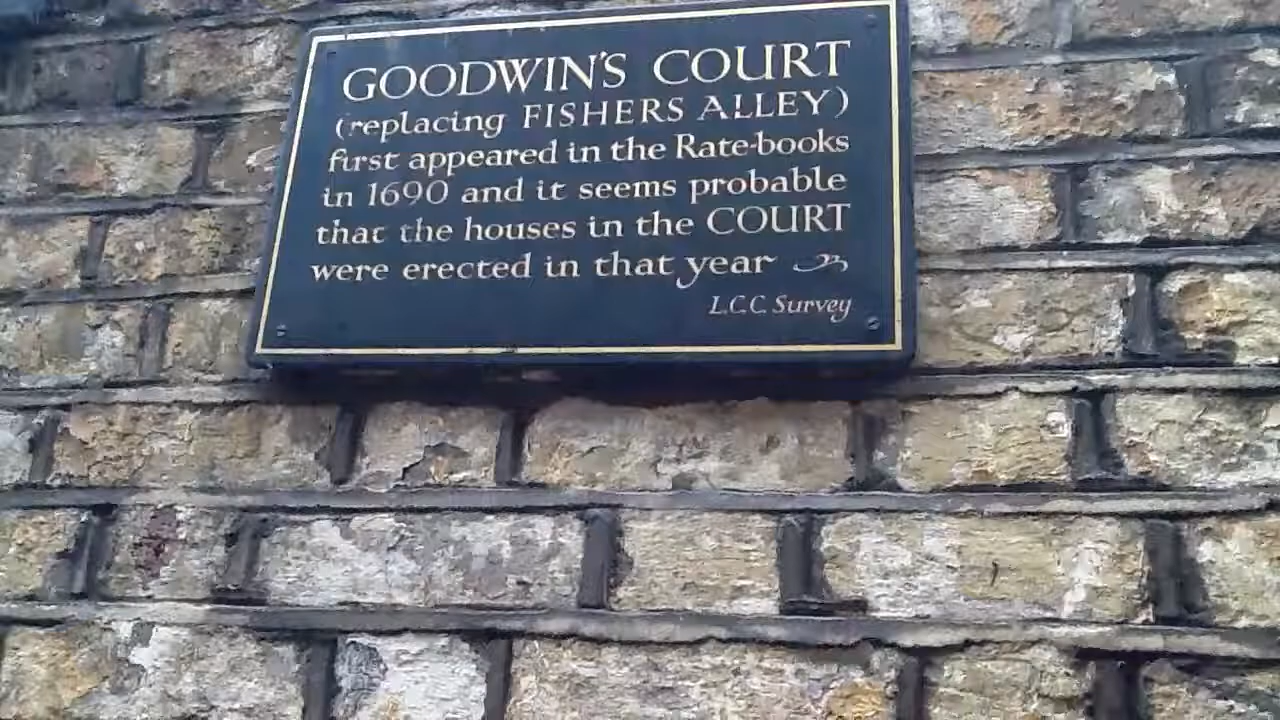 GOODWIN'S COURT
(replacing FISHERS ALLEY)
first appeared in the Rate-books
in 1690 and it seems probable
that the houses in the COURT
were erected in that year
L.C.C. Survey